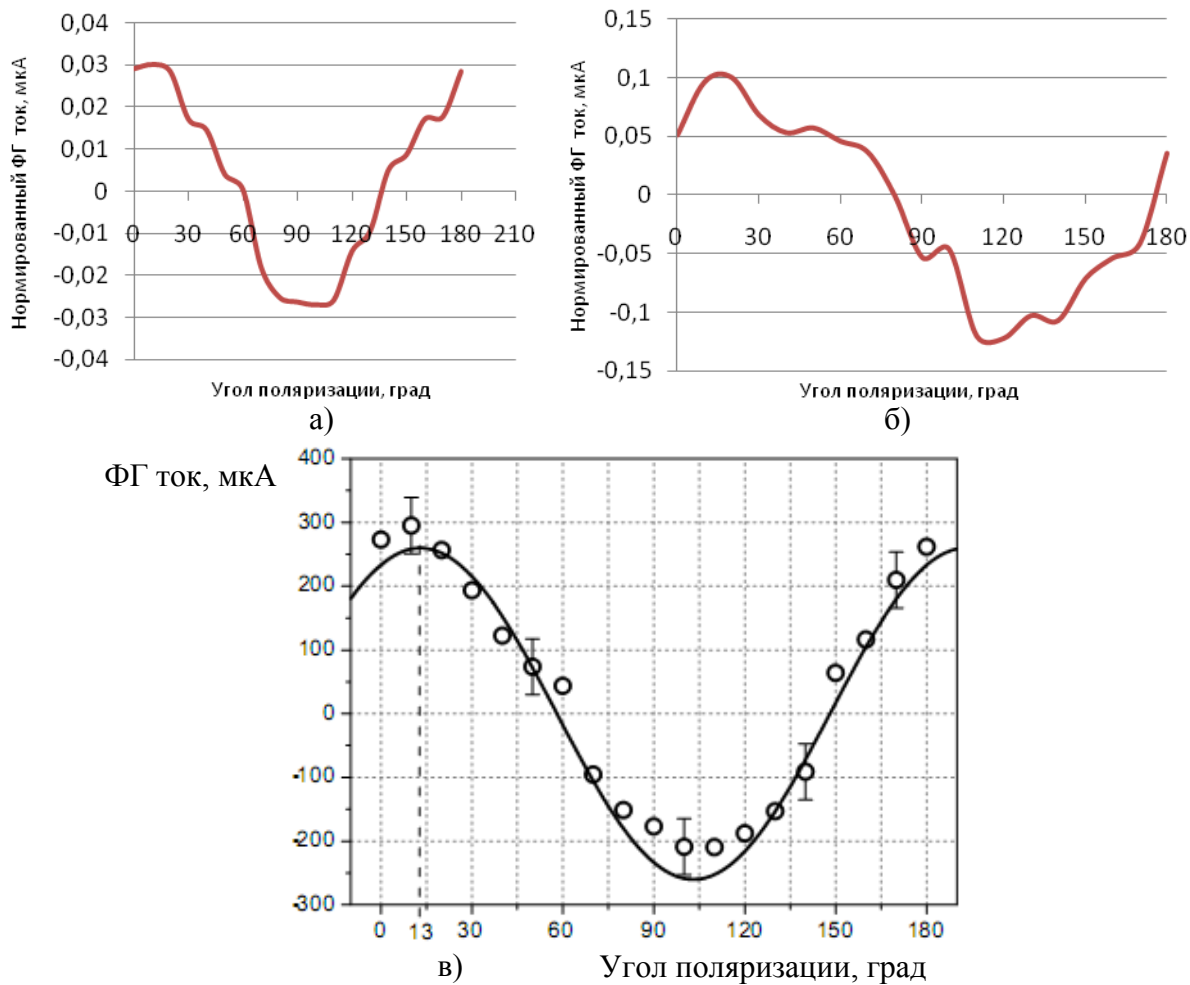 0,04
0,03
0,02
0,01
0
-0,01
-0,02
-0,03
-0,04
0 30 60 90 120 150 180 210
Нормированный ФГ ток, мкА
Угол поляризации, град
а)
0,15
0,1
0,05
0
-0,05
-0,1
-0,15
0 30 60 90 120 150 180
Нормированный ФГ ток, мкА
Угол поляризации, град
б)
ФГ ток, мкА
400
300
200
100
0
-100
-200
-300
0 13 30 60 90 120 150 180
в) Угол поляризации, град